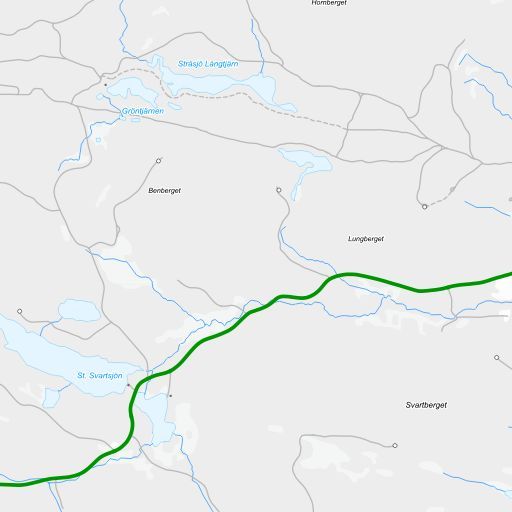 Hornberget
Stråsjö Långtjärn
Gröntjärnen
Benberget
Lungberget
St. Svartsjön
Svartberget